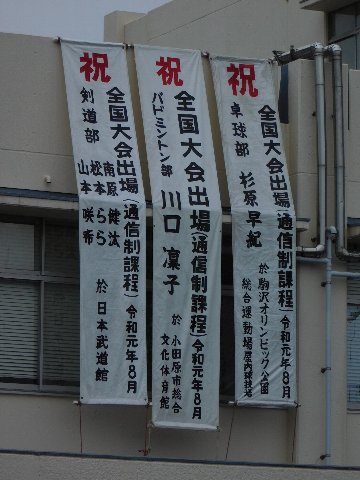 祝
全国大会出場(通信制課程)令和元年8月
卓球部 杉原早紀 於 駒沢オリンピック公園
総合運動場屋内球技場
祝
全国大会出場(通信制課程)令和元年8月
バドミントン部 川口凜子 於 小田原市総合
文化体育館
祝
全国大会出場(通信制課程)令和元年8月
剣道部 南原健汰
松本らら
山本咲希 於 日本武道館